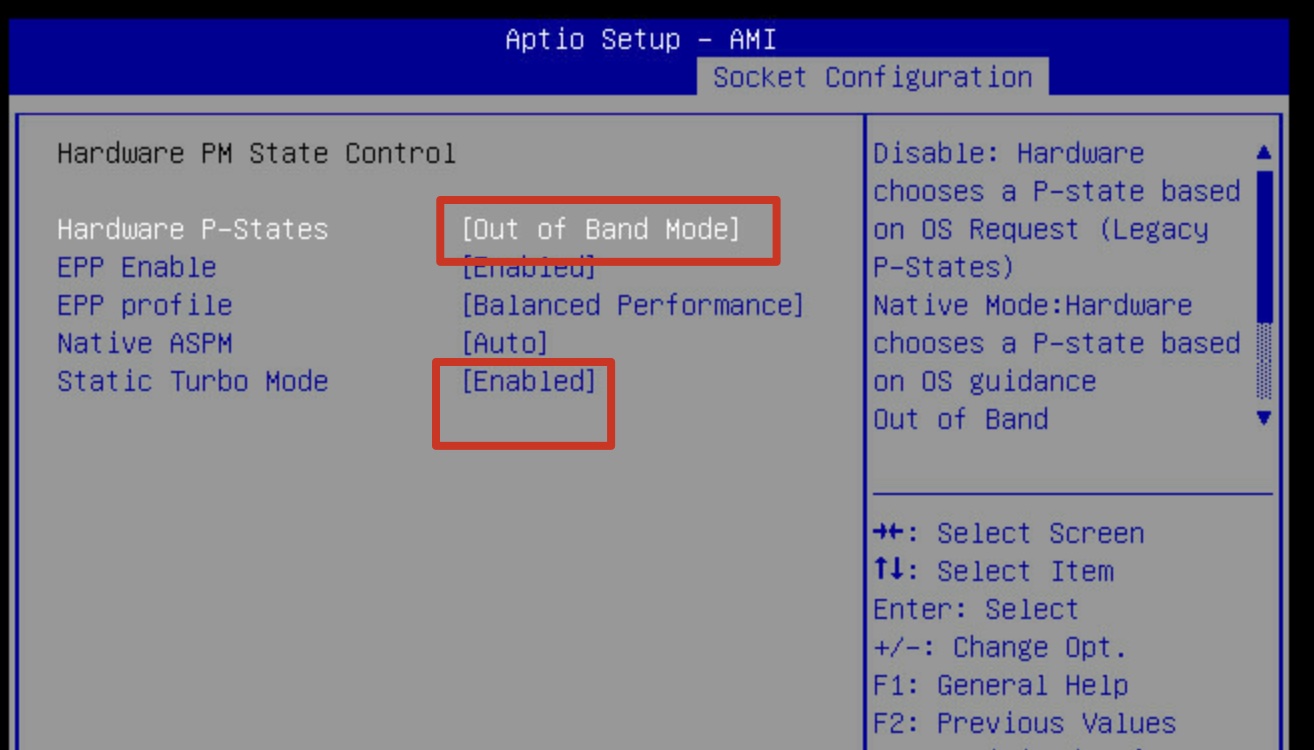 Aptio Setup – AMI
Socket Configuration
Hardware PM State Control
Hardware P-States [Out of Band Mode]
EPP Enable [Enabled]
EPP profile [Balanced Performance]
Native ASPM [Auto]
Static Turbo Mode [Enabled]
Disable: Hardware
chooses a P-state based
on OS Request (Legacy
P-States)
Native Mode:Hardware
chooses a P-state based
on OS guidance
Out of Band
→←: Select Screen
↑↓: Select Item
Enter: Select
+/-: Change Opt.
F1: General Help
F2: Previous Values